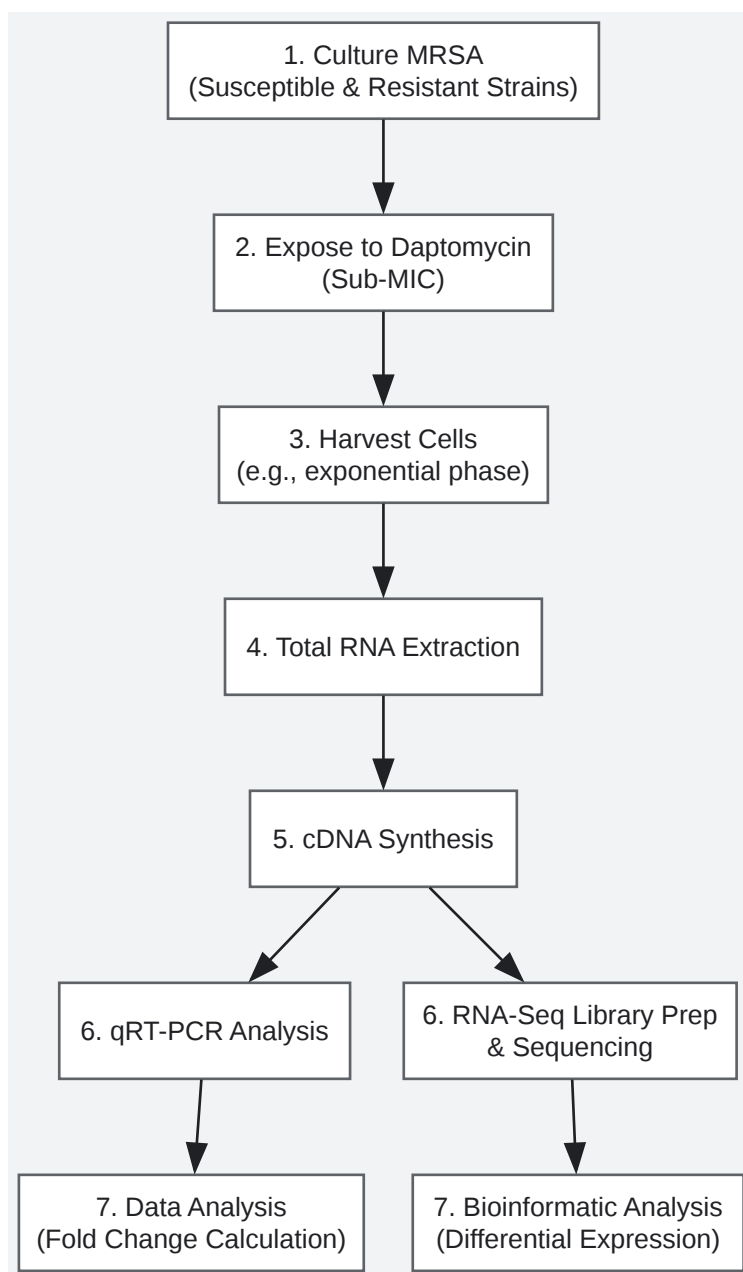 1. Culture MRSA
(Susceptible & Resistant Strains)
2. Expose to Daptomycin
(Sub-MIC)
3. Harvest Cells
(e.g., exponential phase)
4. Total RNA Extraction
5. cDNA Synthesis
6. qRT-PCR Analysis
6. RNA-Seq Library Prep
& Sequencing
7. Data Analysis
(Fold Change Calculation)
7. Bioinformatic Analysis
(Differential Expression)